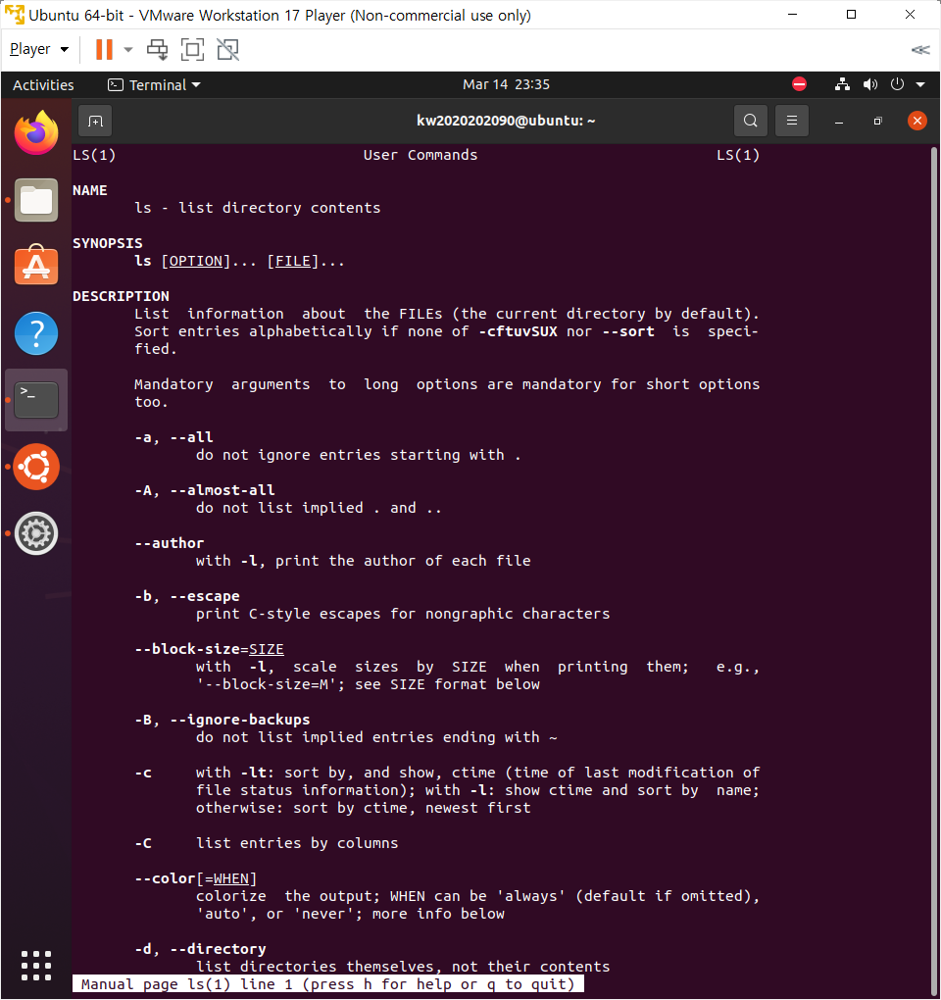 Ubuntu 64-bit - VMware Workstation 17 Player (Non-commercial use only)
Player
Activities
Terminal
Mar 14 23:35
kw2020202090@ubuntu: ~
LS(1) User Commands LS(1)
NAME
ls - list directory contents
SYNOPSIS
ls [OPTION]... [FILE]...
DESCRIPTION
List information about the FILEs (the current directory by default).
Sort entries alphabetically if none of -cftuvSUX nor --sort is speci-
fied.
Mandatory arguments to long options are mandatory for short options
too.
-a, --all
do not ignore entries starting with .
-A, --almost-all
do not list implied . and ..
--author
with -l, print the author of each file
-b, --escape
print C-style escapes for nongraphic characters
--block-size=SIZE
with -l, scale sizes by SIZE when printing them; e.g.,
'--block-size=M'; see SIZE format below
-B, --ignore-backups
do not list implied entries ending with ~
-c with -lt: sort by, and show, ctime (time of last modification of
file status information); with -l: show ctime and sort by name;
otherwise: sort by ctime, newest first
-C list entries by columns
--color[=WHEN]
colorize the output; WHEN can be 'always' (default if omitted),
'auto', or 'never'; more info below
-d, --directory
list directories themselves, not their contents
Manual page ls(1) line 1 (press h for help or q to quit)